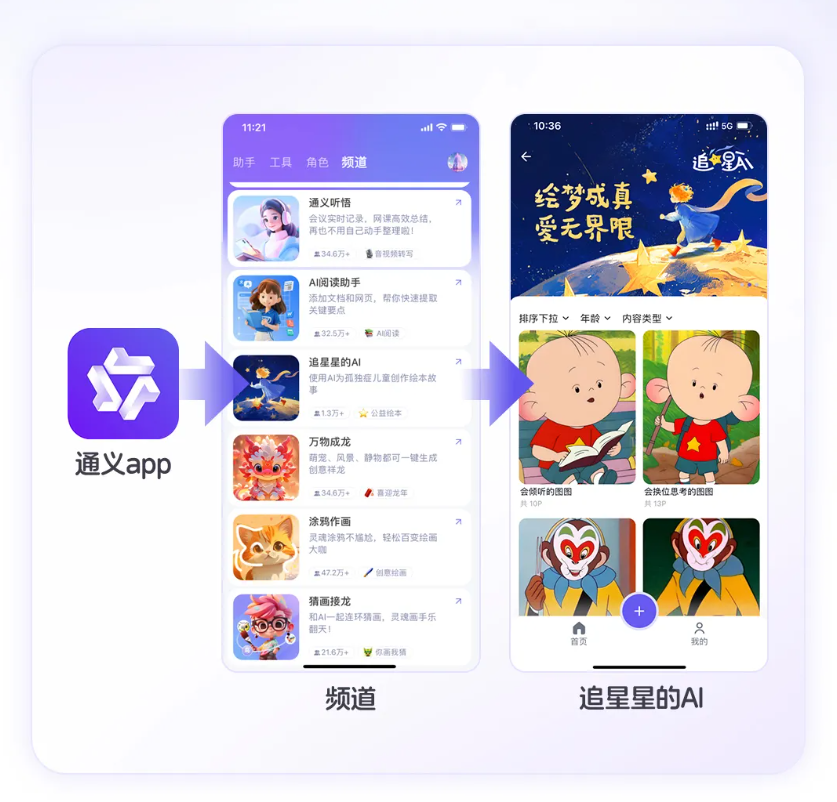 11:21
助手 工具 角色 频道
通义听悟
会议实时记录，网课高效总结，
再也不用自己动手整理啦！
34.6万+ 音视频转写
AI阅读助手
添加文档和网页，帮你快速提取
关键要点
32.5万+ AI阅读
追星星的AI
使用AI为孤独症儿童创作绘本故
事
1.3万+ 公益绘本
万物成龙
萌宠、风景、静物都可一键生成
创意祥龙
34.6万+ 喜迎龙年
涂鸦作画
灵魂涂鸦不尴尬，轻松百变绘画
大咖
47.2万+ 创意绘画
猜画接龙
和AI一起连环猜画，灵魂画手乐
翻天！
21.6万+ 你画我猜
10:36
5G
追星AI
绘梦成真
爱无界限
排序下拉 年龄 内容类型
会倾听的图图
共 10P
会换位思考的图图
共 13P
首页
我的
通义app
频道
追星星的AI